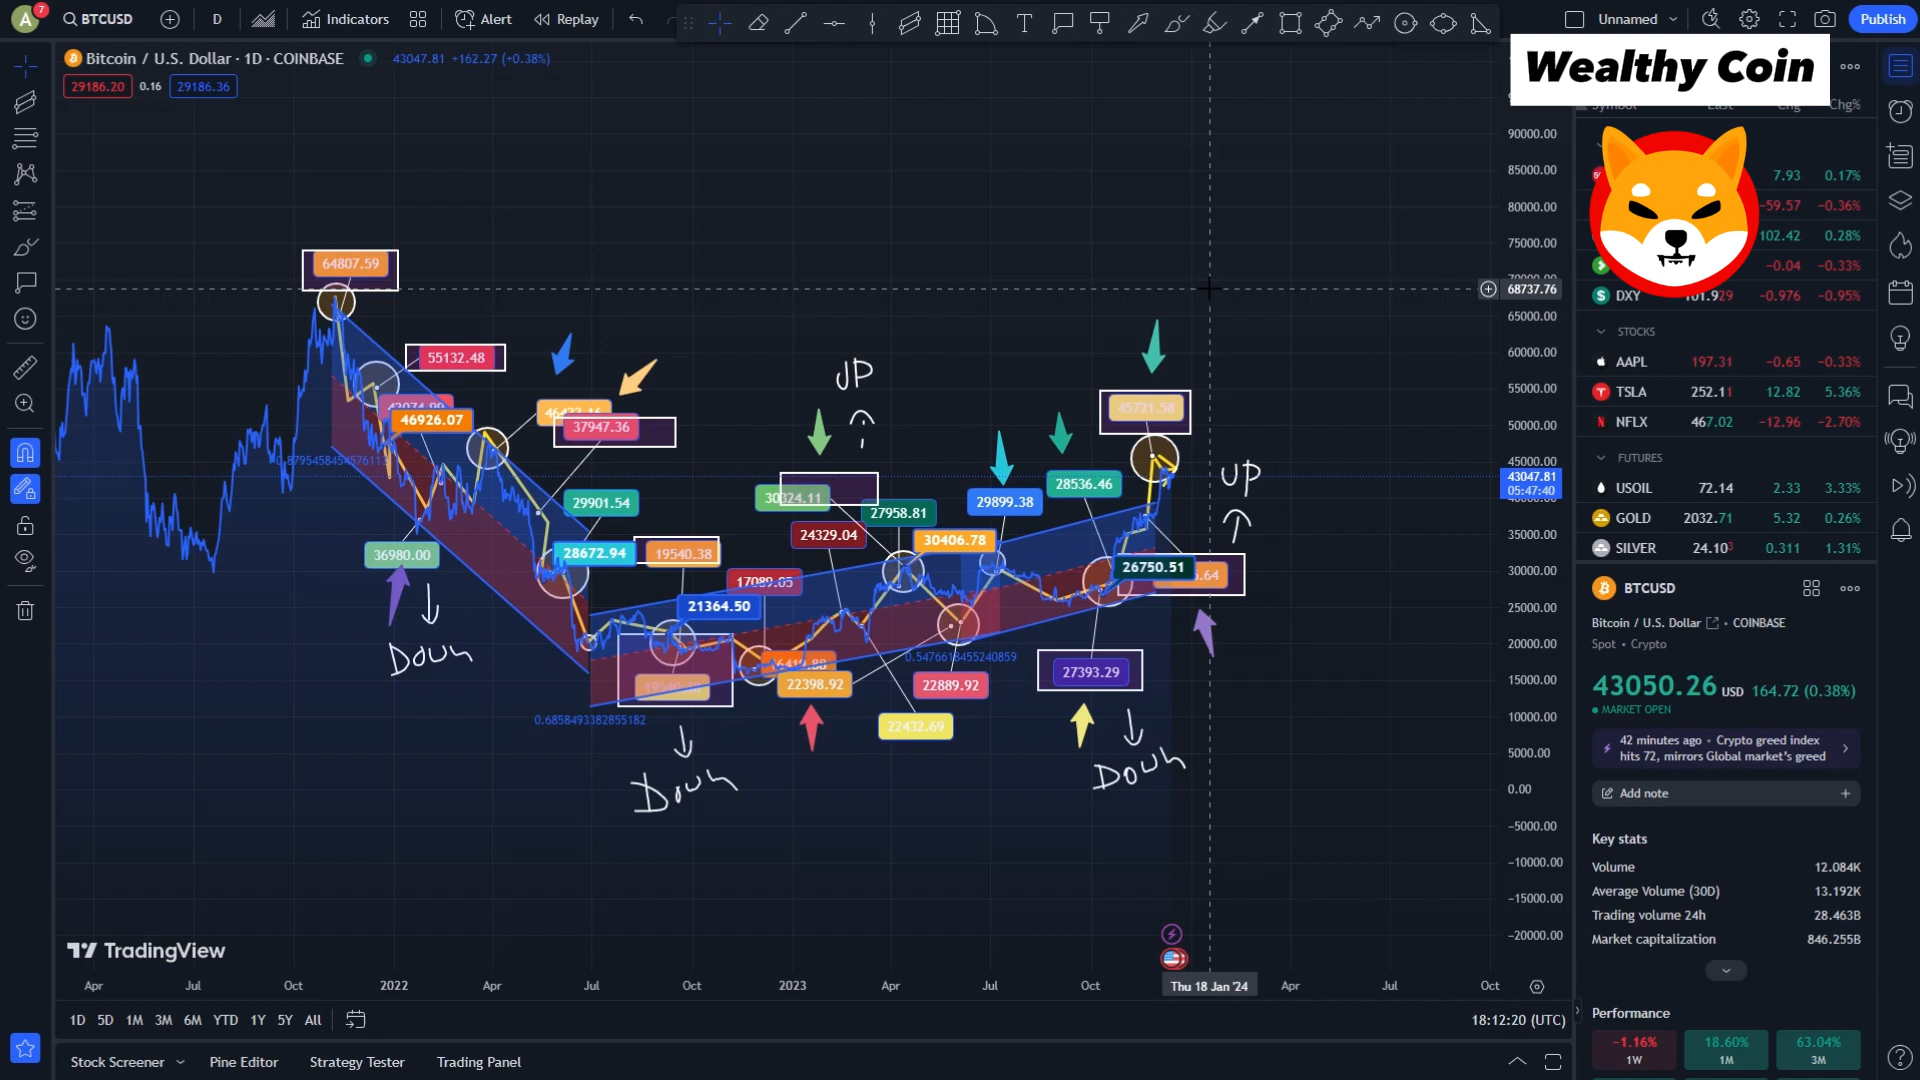 A 7 BTCUSD D Indicators Alert Replay Unnamed Publish
Bitcoin / U.S. Dollar · 1D · COINBASE 43047.81 +162.27 (+0.38%)
29186.20 0.16 29186.36
Wealthy Coin
Chg%
90000.00
85000.00
80000.00
75000.00
70000.00
68737.76
65000.00
60000.00
55000.00
50000.00
45000.00
43047.81
05:47:40
35000.00
30000.00
25000.00
20000.00
15000.00
10000.00
5000.00
0.00
−5000.00
−10000.00
−15000.00
−20000.00
64807.59
55132.48
46926.07
37947.36
36980.00
29901.54
28672.94
19540.38
21364.50
17089.05
19540.38
22398.92
24329.04
27958.81
30406.78
29899.38
28536.46
26750.51
45721.58
22889.92
22432.69
27393.29
0.6858493382855182
0.5476618455240859
UP
UP
Down
Down
Down
7.93 0.17%
−59.57 −0.36%
102.42 0.28%
−0.04 −0.33%
DXY 101.929 −0.976 −0.95%
STOCKS
AAPL 197.31 −0.65 −0.33%
TSLA 252.11 12.82 5.36%
NFLX 467.02 −12.96 −2.70%
FUTURES
USOIL 72.14 2.33 3.33%
GOLD 2032.71 5.32 0.26%
SILVER 24.103 0.311 1.31%
BTCUSD
Bitcoin / U.S. Dollar · COINBASE
Spot · Crypto
43050.26 USD 164.72 (0.38%)
MARKET OPEN
42 minutes ago · Crypto greed index
hits 72, mirrors Global market's greed
Add note
Key stats
Volume 12.084K
Average Volume (30D) 13.192K
Trading volume 24h 28.463B
Market capitalization 846.255B
Performance
−1.16% 18.60% 63.04%
1W 1M 3M
TradingView
Apr Jul Oct 2022 Apr Jul Oct 2023 Apr Jul Oct Thu 18 Jan '24 Apr Jul Oct
1D 5D 1M 3M 6M YTD 1Y 5Y All 18:12:20 (UTC)
Stock Screener Pine Editor Strategy Tester Trading Panel